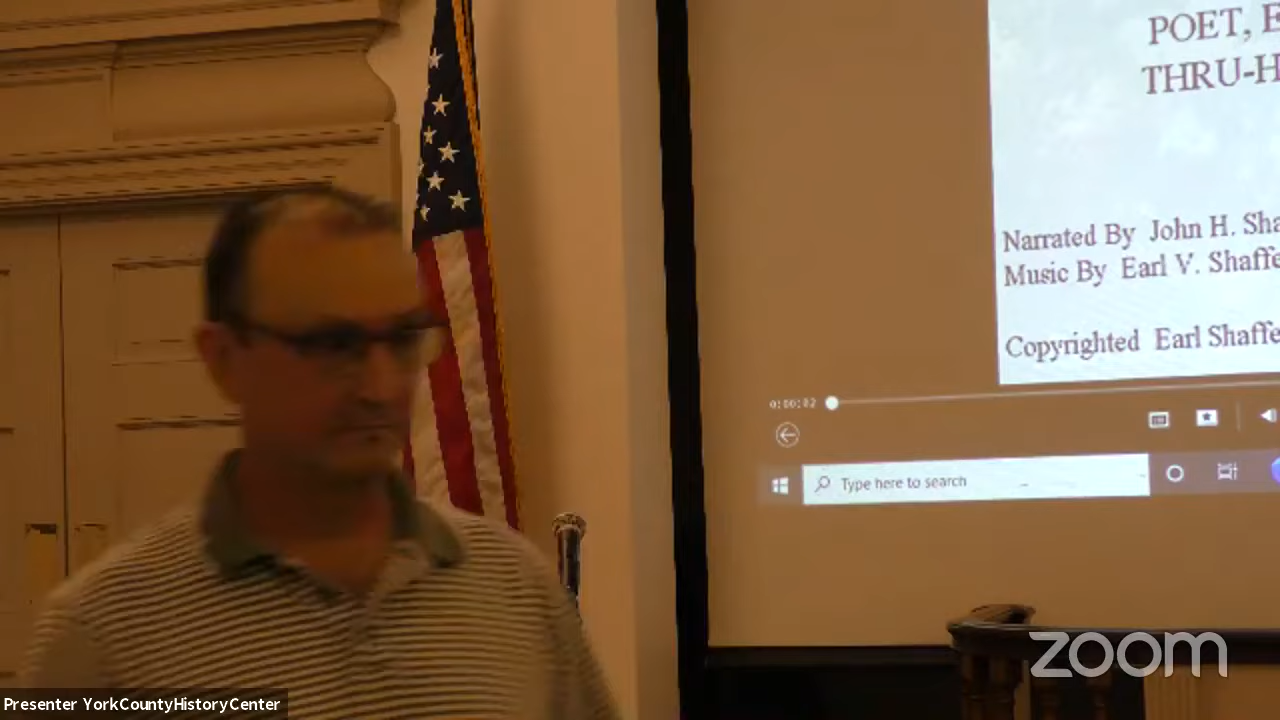 POET, E
THRU-H
Narrated By John H. Sha
Music By Earl V. Shaffe
Copyrighted Earl Shaffe
0:00:02
Type here to search
zoom
Presenter YorkCountyHistoryCenter